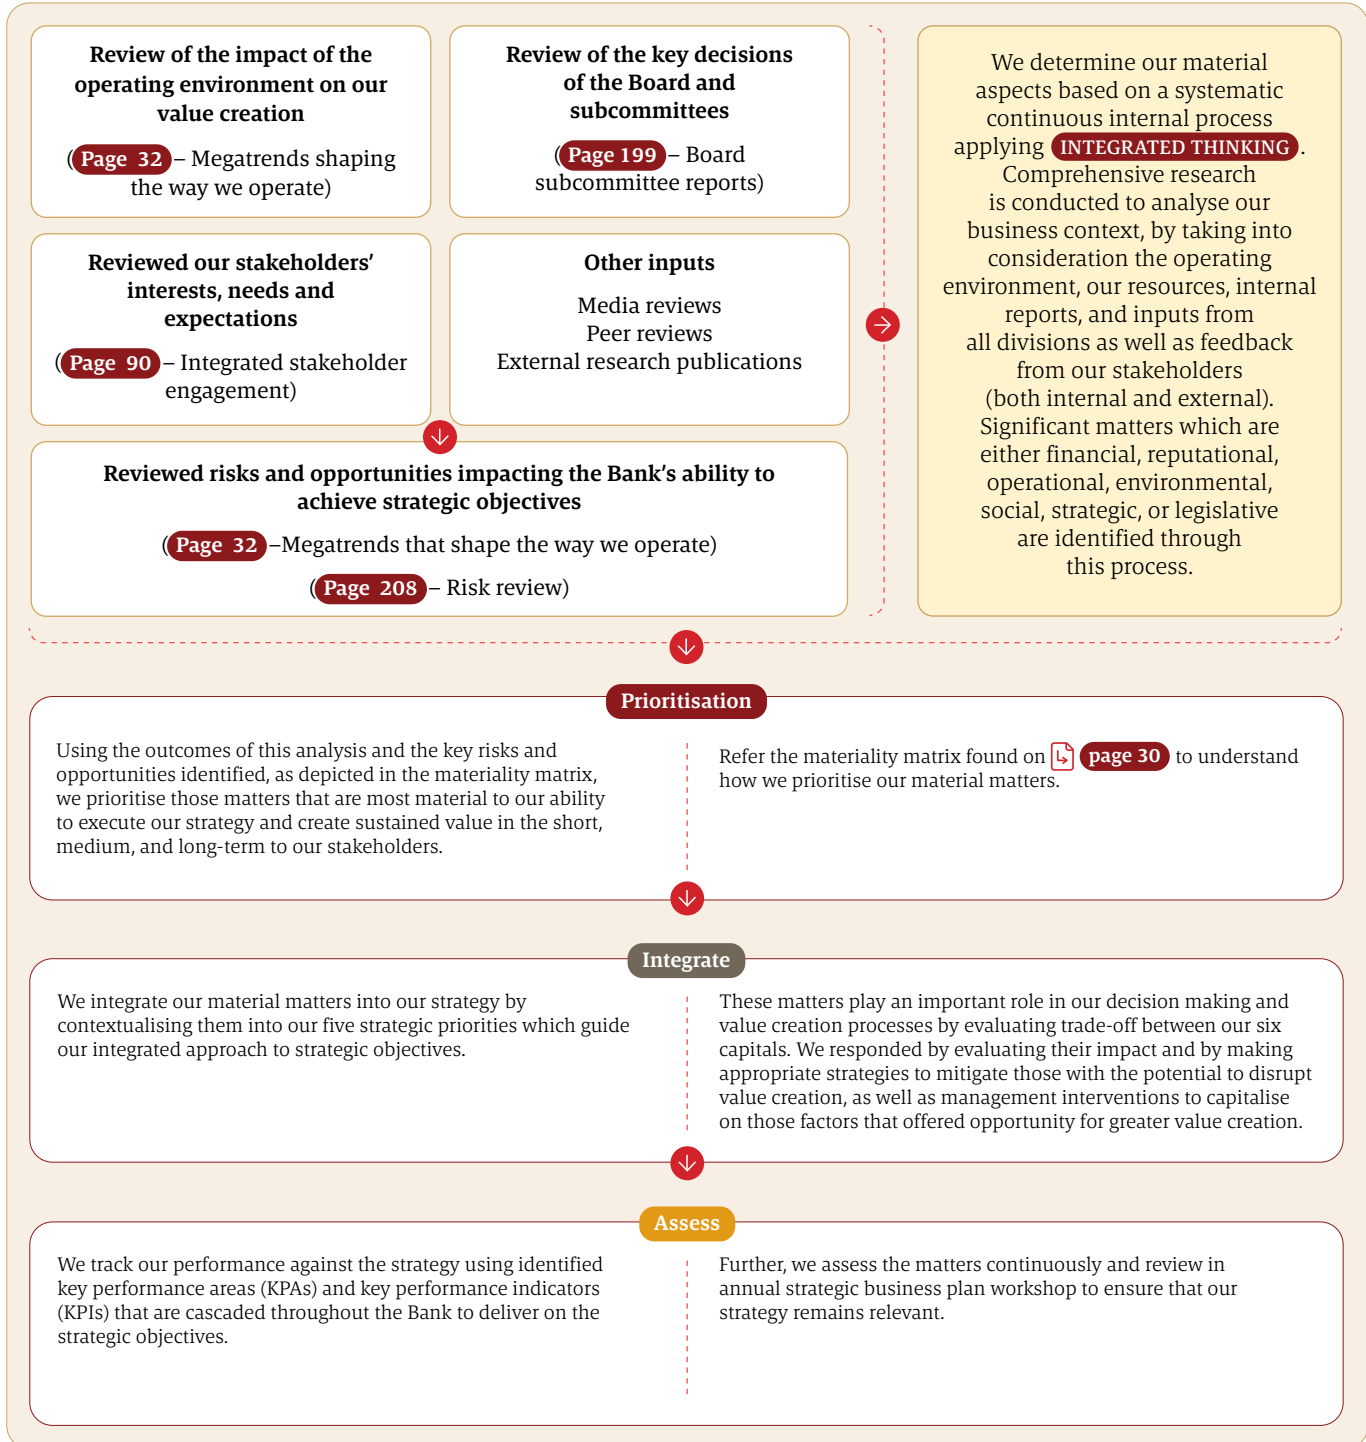 Review of the impact of the
operating environment on our
value creation
(Page 32 – Megatrends shaping
the way we operate)
Review of the key decisions
of the Board and
subcommittees
(Page 199 – Board
subcommittee reports)
Reviewed our stakeholders’
interests, needs and
expectations
(Page 90 – Integrated stakeholder
engagement)
Other inputs
Media reviews
Peer reviews
External research publications
Reviewed risks and opportunities impacting the Bank’s ability to
achieve strategic objectives
(Page 32 –Megatrends that shape the way we operate)
(Page 208 – Risk review)
We determine our material
aspects based on a systematic
continuous internal process
applying INTEGRATED THINKING.
Comprehensive research
is conducted to analyse our
business context, by taking into
consideration the operating
environment, our resources, internal
reports, and inputs from
all divisions as well as feedback
from our stakeholders
(both internal and external).
Significant matters which are
either financial, reputational,
operational, environmental,
social, strategic, or legislative
are identified through
this process.
Prioritisation
Using the outcomes of this analysis and the key risks and
opportunities identified, as depicted in the materiality matrix,
we prioritise those matters that are most material to our ability
to execute our strategy and create sustained value in the short,
medium, and long-term to our stakeholders.
Refer the materiality matrix found on page 30 to understand
how we prioritise our material matters.
Integrate
We integrate our material matters into our strategy by
contextualising them into our five strategic priorities which guide
our integrated approach to strategic objectives.
These matters play an important role in our decision making and
value creation processes by evaluating trade-off between our six
capitals. We responded by evaluating their impact and by making
appropriate strategies to mitigate those with the potential to disrupt
value creation, as well as management interventions to capitalise
on those factors that offered opportunity for greater value creation.
Assess
We track our performance against the strategy using identified
key performance areas (KPAs) and key performance indicators
(KPIs) that are cascaded throughout the Bank to deliver on the
strategic objectives.
Further, we assess the matters continuously and review in
annual strategic business plan workshop to ensure that our
strategy remains relevant.